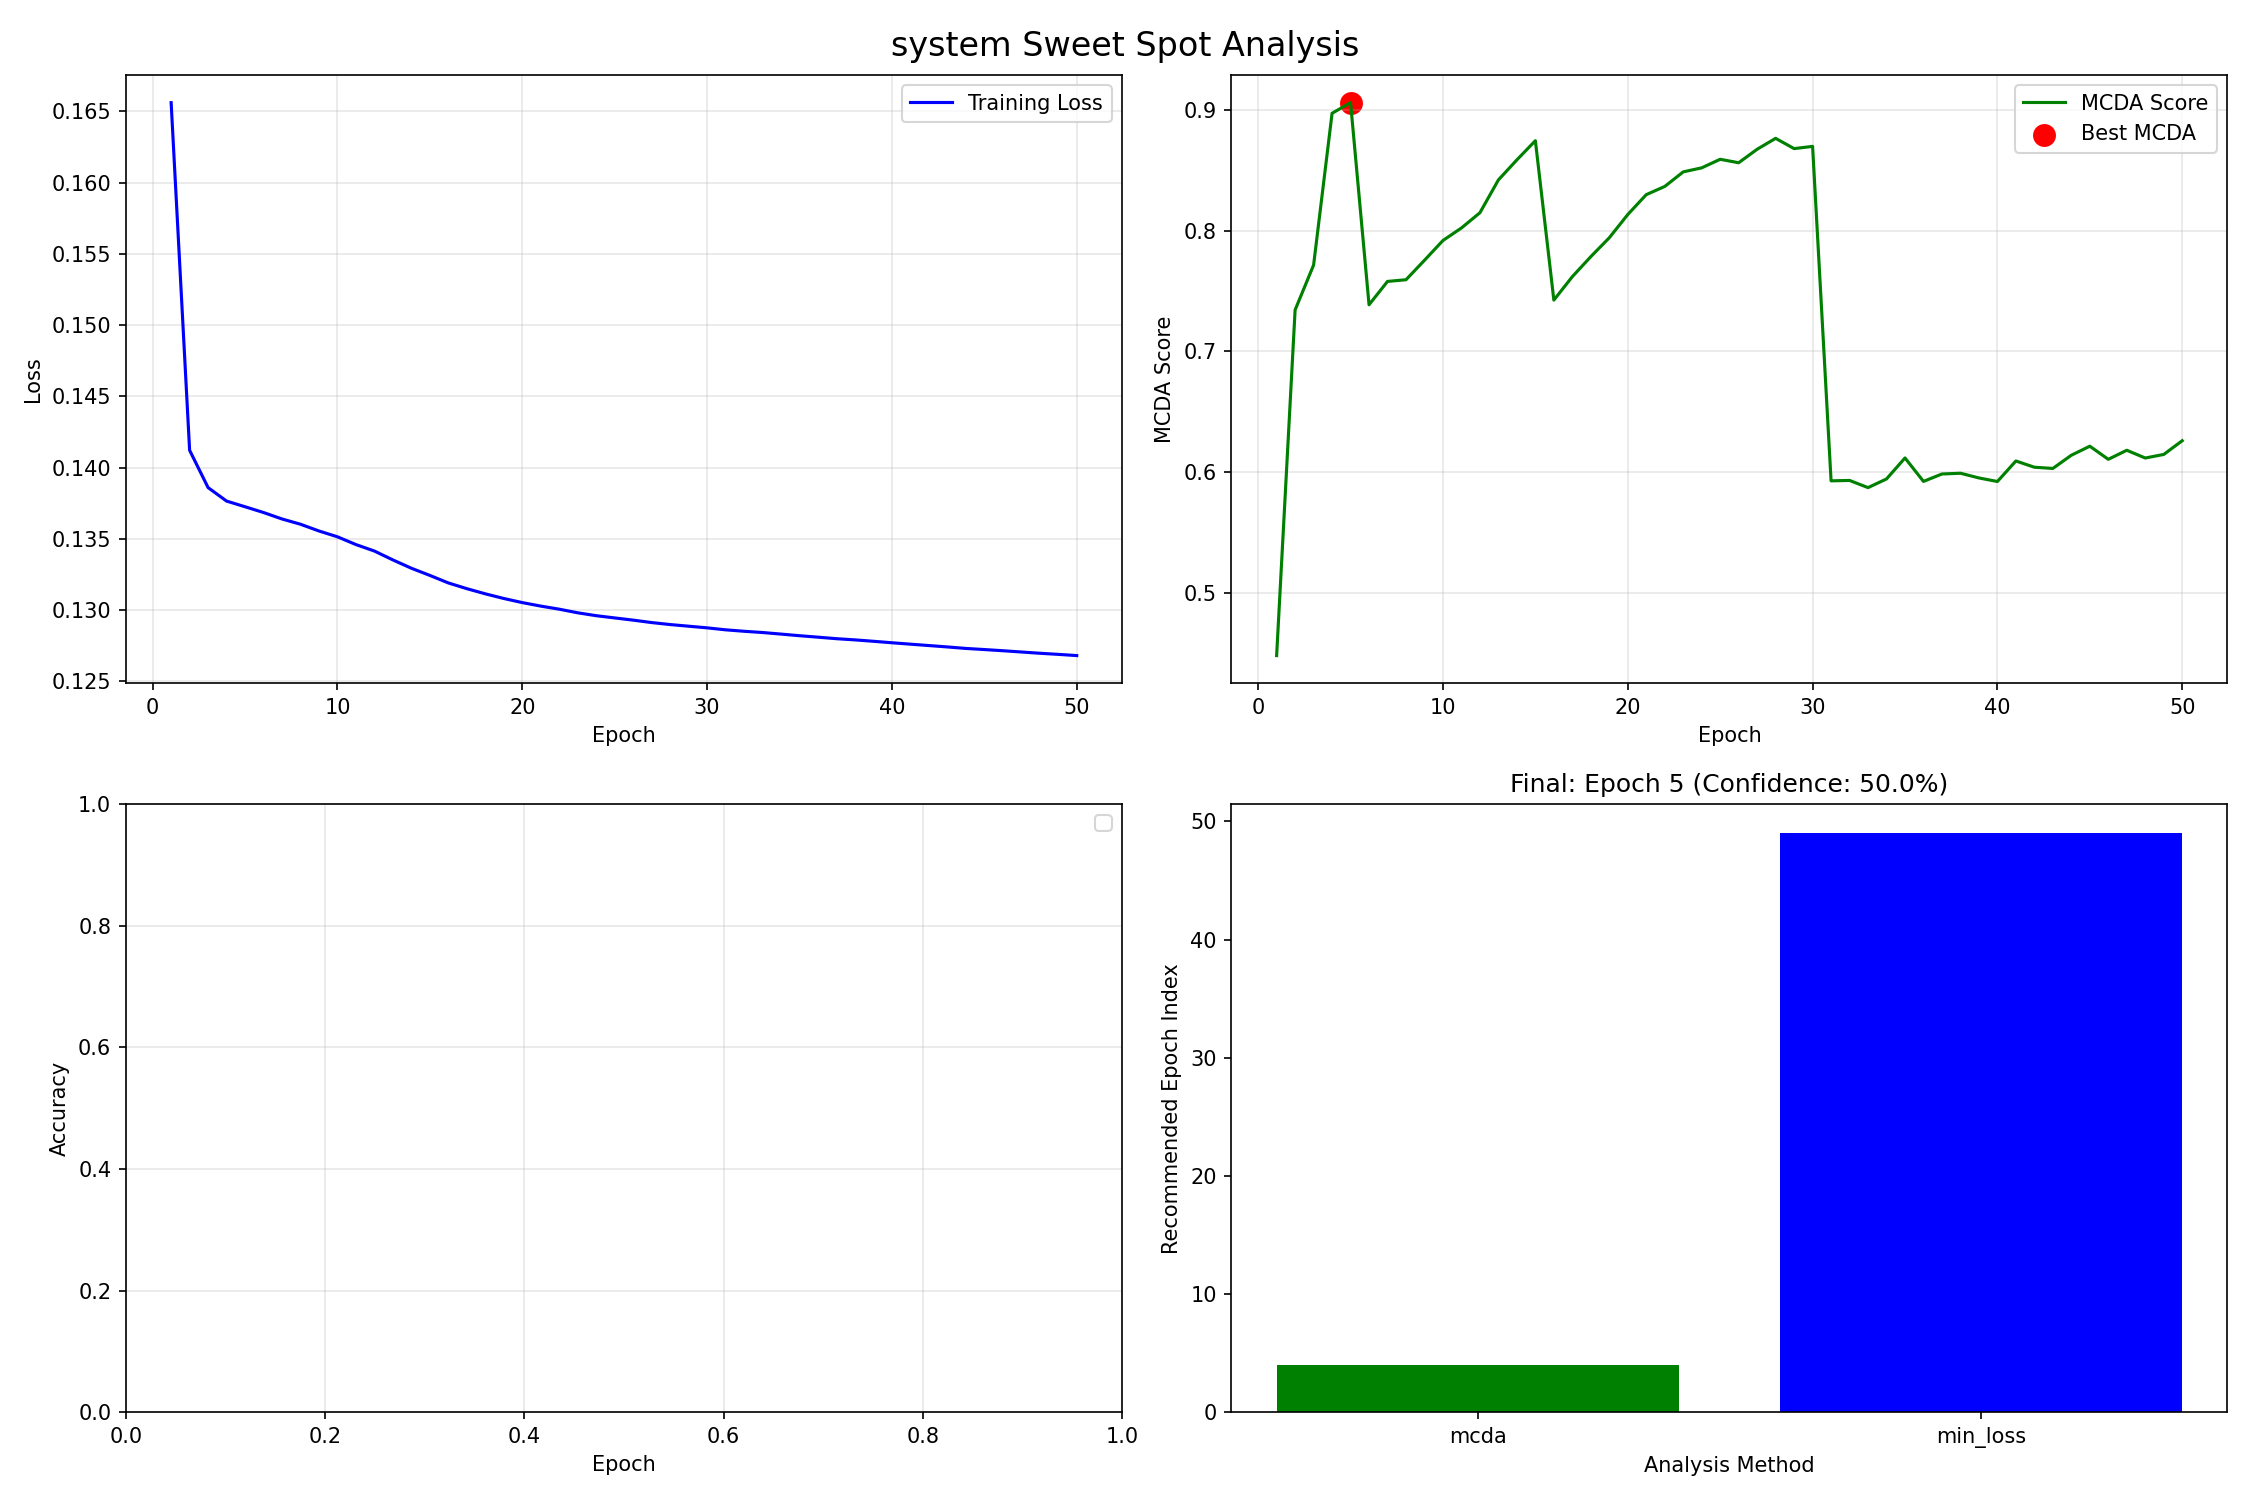 system Sweet Spot Analysis
Training Loss
0.165
0.160
0.155
0.150
0.145
0.140
0.135
0.130
0.125
Loss
0 10 20 30 40 50
Epoch
MCDA Score
Best MCDA
0.9
0.8
0.7
0.6
0.5
MCDA Score
0 10 20 30 40 50
Epoch
1.0
0.8
0.6
0.4
0.2
0.0
Accuracy
0.0 0.2 0.4 0.6 0.8 1.0
Epoch
Final: Epoch 5 (Confidence: 50.0%)
50
40
30
20
10
0
Recommended Epoch Index
mcda min_loss
Analysis Method